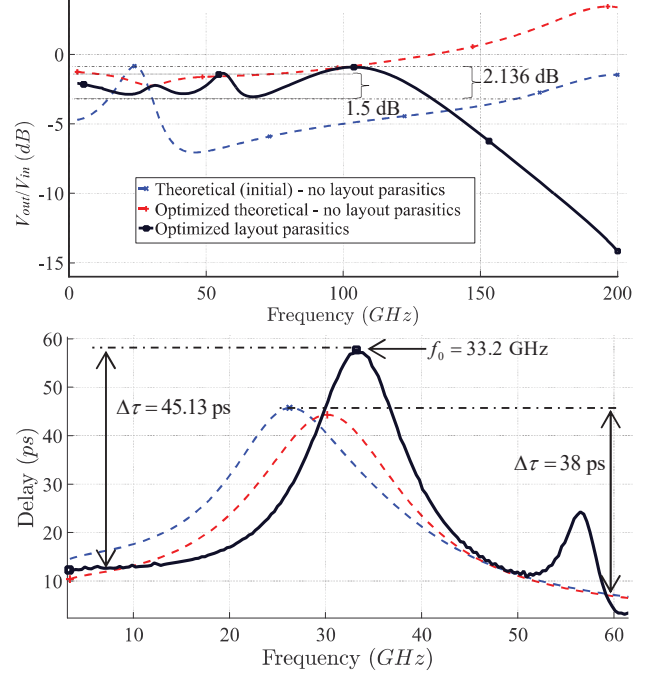 0
2.136 dB
1.5 dB
-5
-10
-15
Vout/Vin (dB)
Theoretical (initial) - no layout parasitics
Optimized theoretical - no layout parasitics
Optimized layout parasitics
0 50 100 150 200
Frequency (GHz)
60
50
40
30
20
10
Delay (ps)
f₀ = 33.2 GHz
Δτ = 45.13 ps
Δτ = 38 ps
10 20 30 40 50 60
Frequency (GHz)